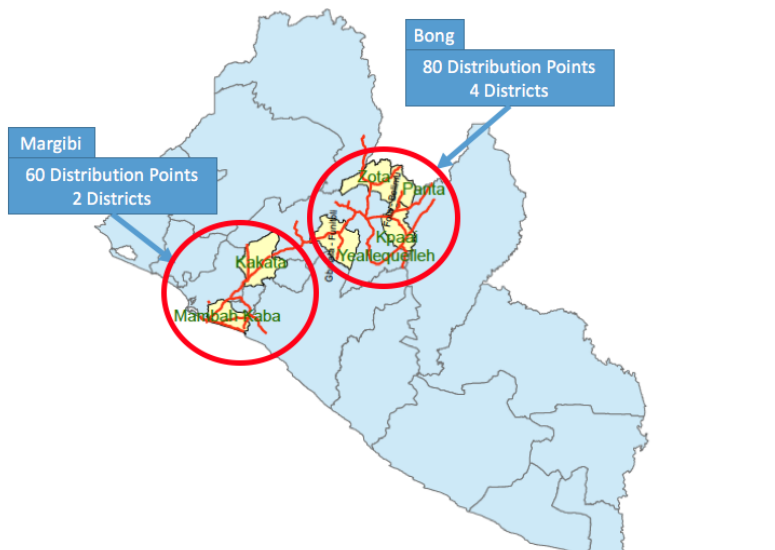 Bong
80 Distribution Points
4 Districts
Margibi
60 Distribution Points
2 Districts
Zota
Panta
Kpaai
Yeallequelleh
Kakata
Mambah Kaba